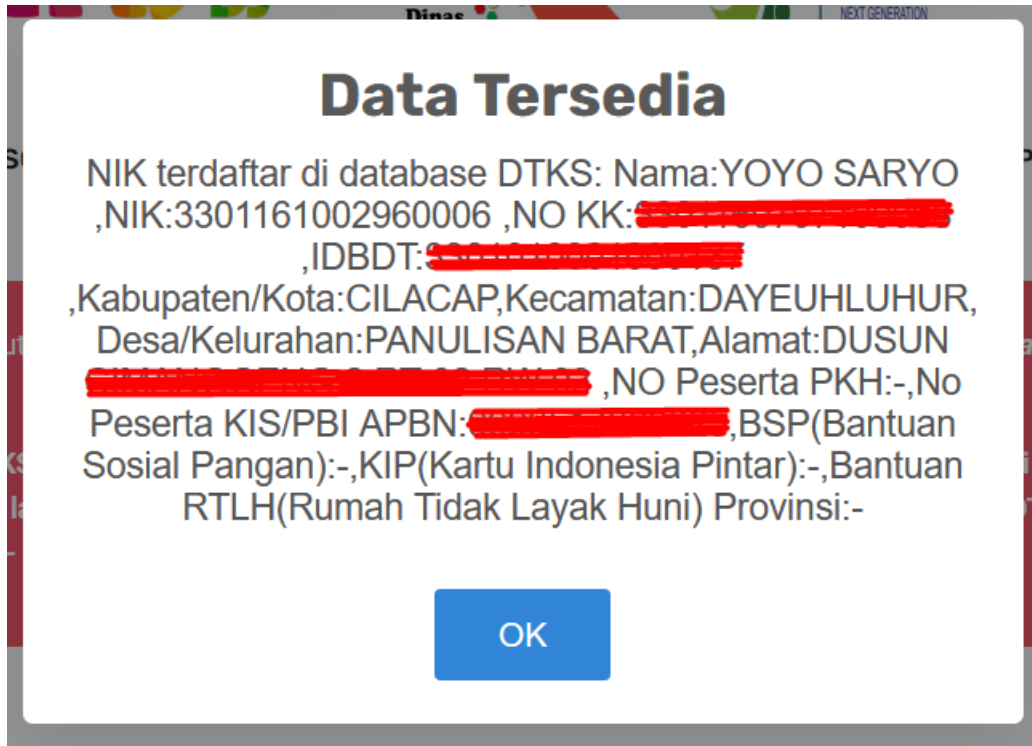 Dinas
NEXT GENERATION
Data Tersedia
NIK terdaftar di database DTKS: Nama:YOYO SARYO
,NIK:3301161002960006 ,NO KK:
,IDBDT:
,Kabupaten/Kota:CILACAP,Kecamatan:DAYEUHLUHUR,
Desa/Kelurahan:PANULISAN BARAT,Alamat:DUSUN
,NO Peserta PKH:-,No
Peserta KIS/PBI APBN: ,BSP(Bantuan
Sosial Pangan):-,KIP(Kartu Indonesia Pintar):-,Bantuan
RTLH(Rumah Tidak Layak Huni) Provinsi:-
OK